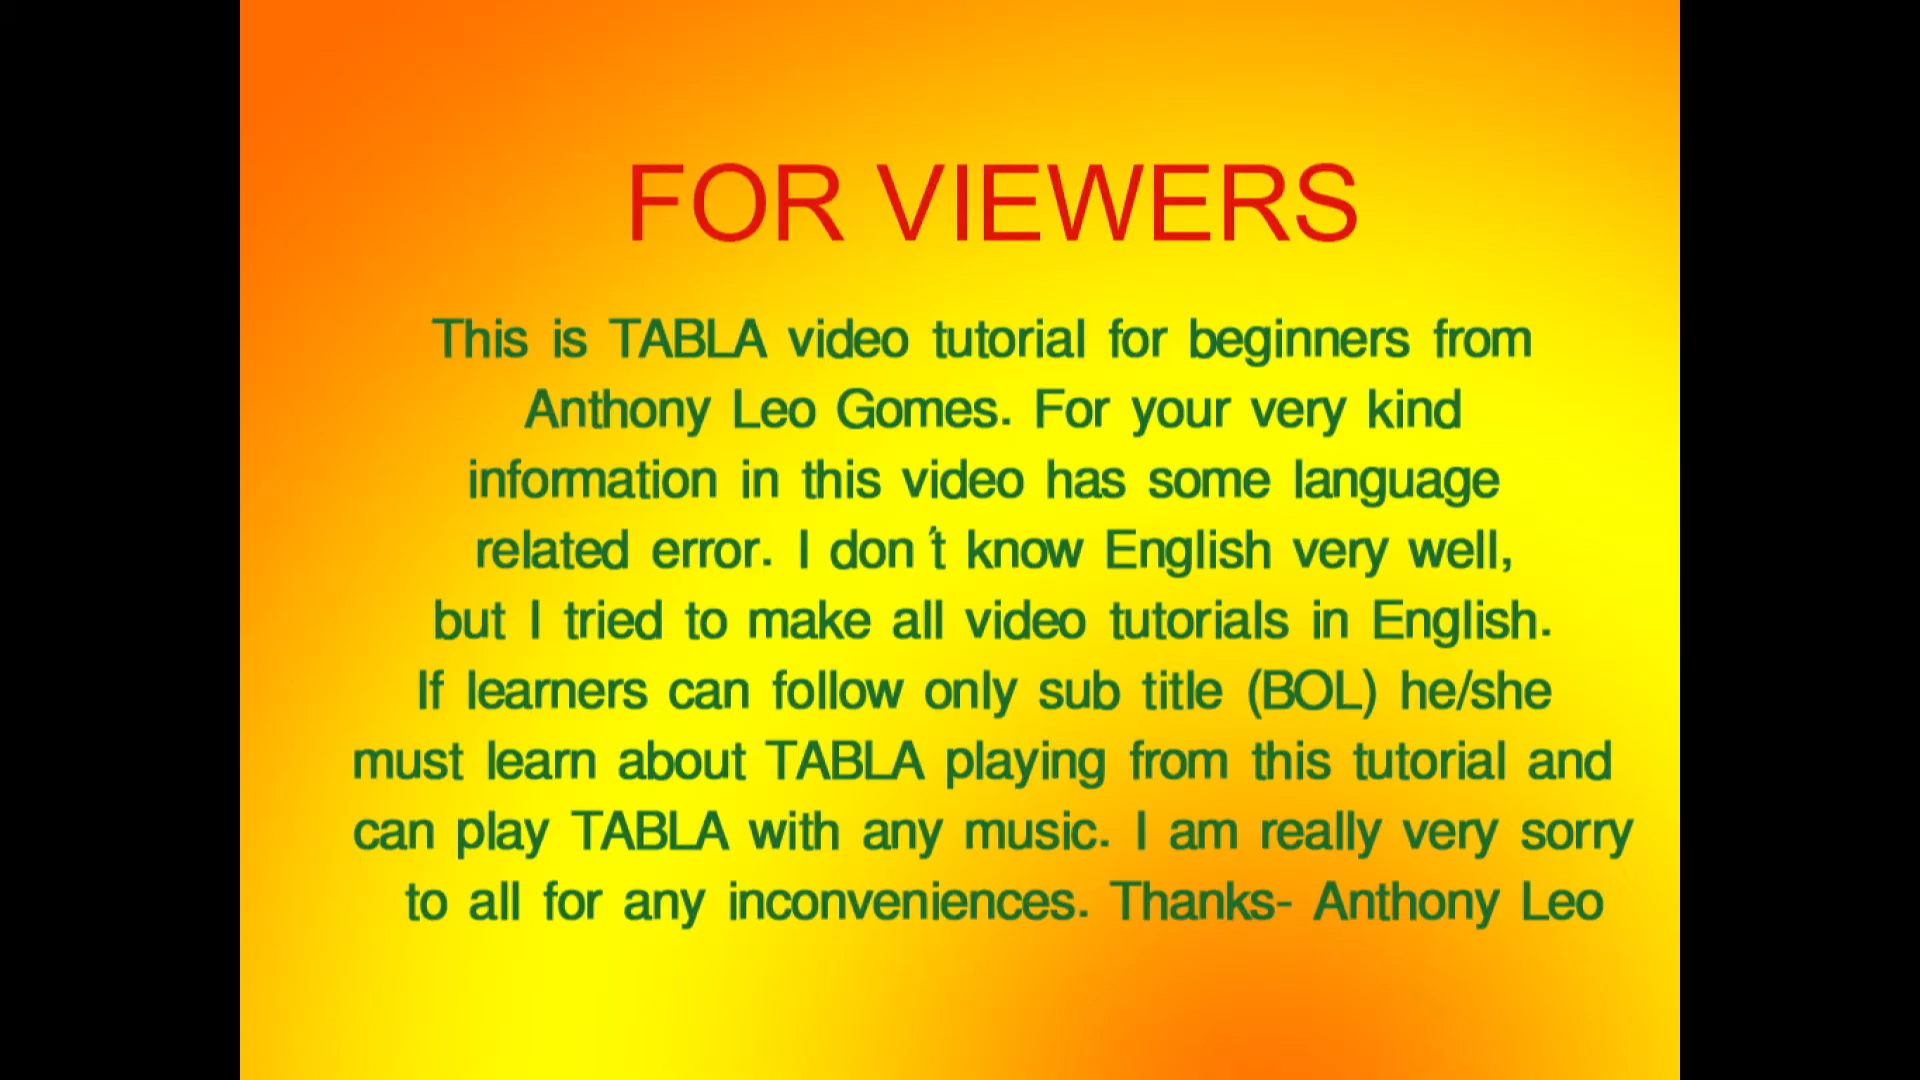 FOR VIEWERS
This is TABLA video tutorial for beginners from
Anthony Leo Gomes. For your very kind
information in this video has some language
related error. I don't know English very well,
but I tried to make all video tutorials in English.
If learners can follow only sub title (BOL) he/she
must learn about TABLA playing from this tutorial and
can play TABLA with any music. I am really very sorry
to all for any inconveniences. Thanks- Anthony Leo